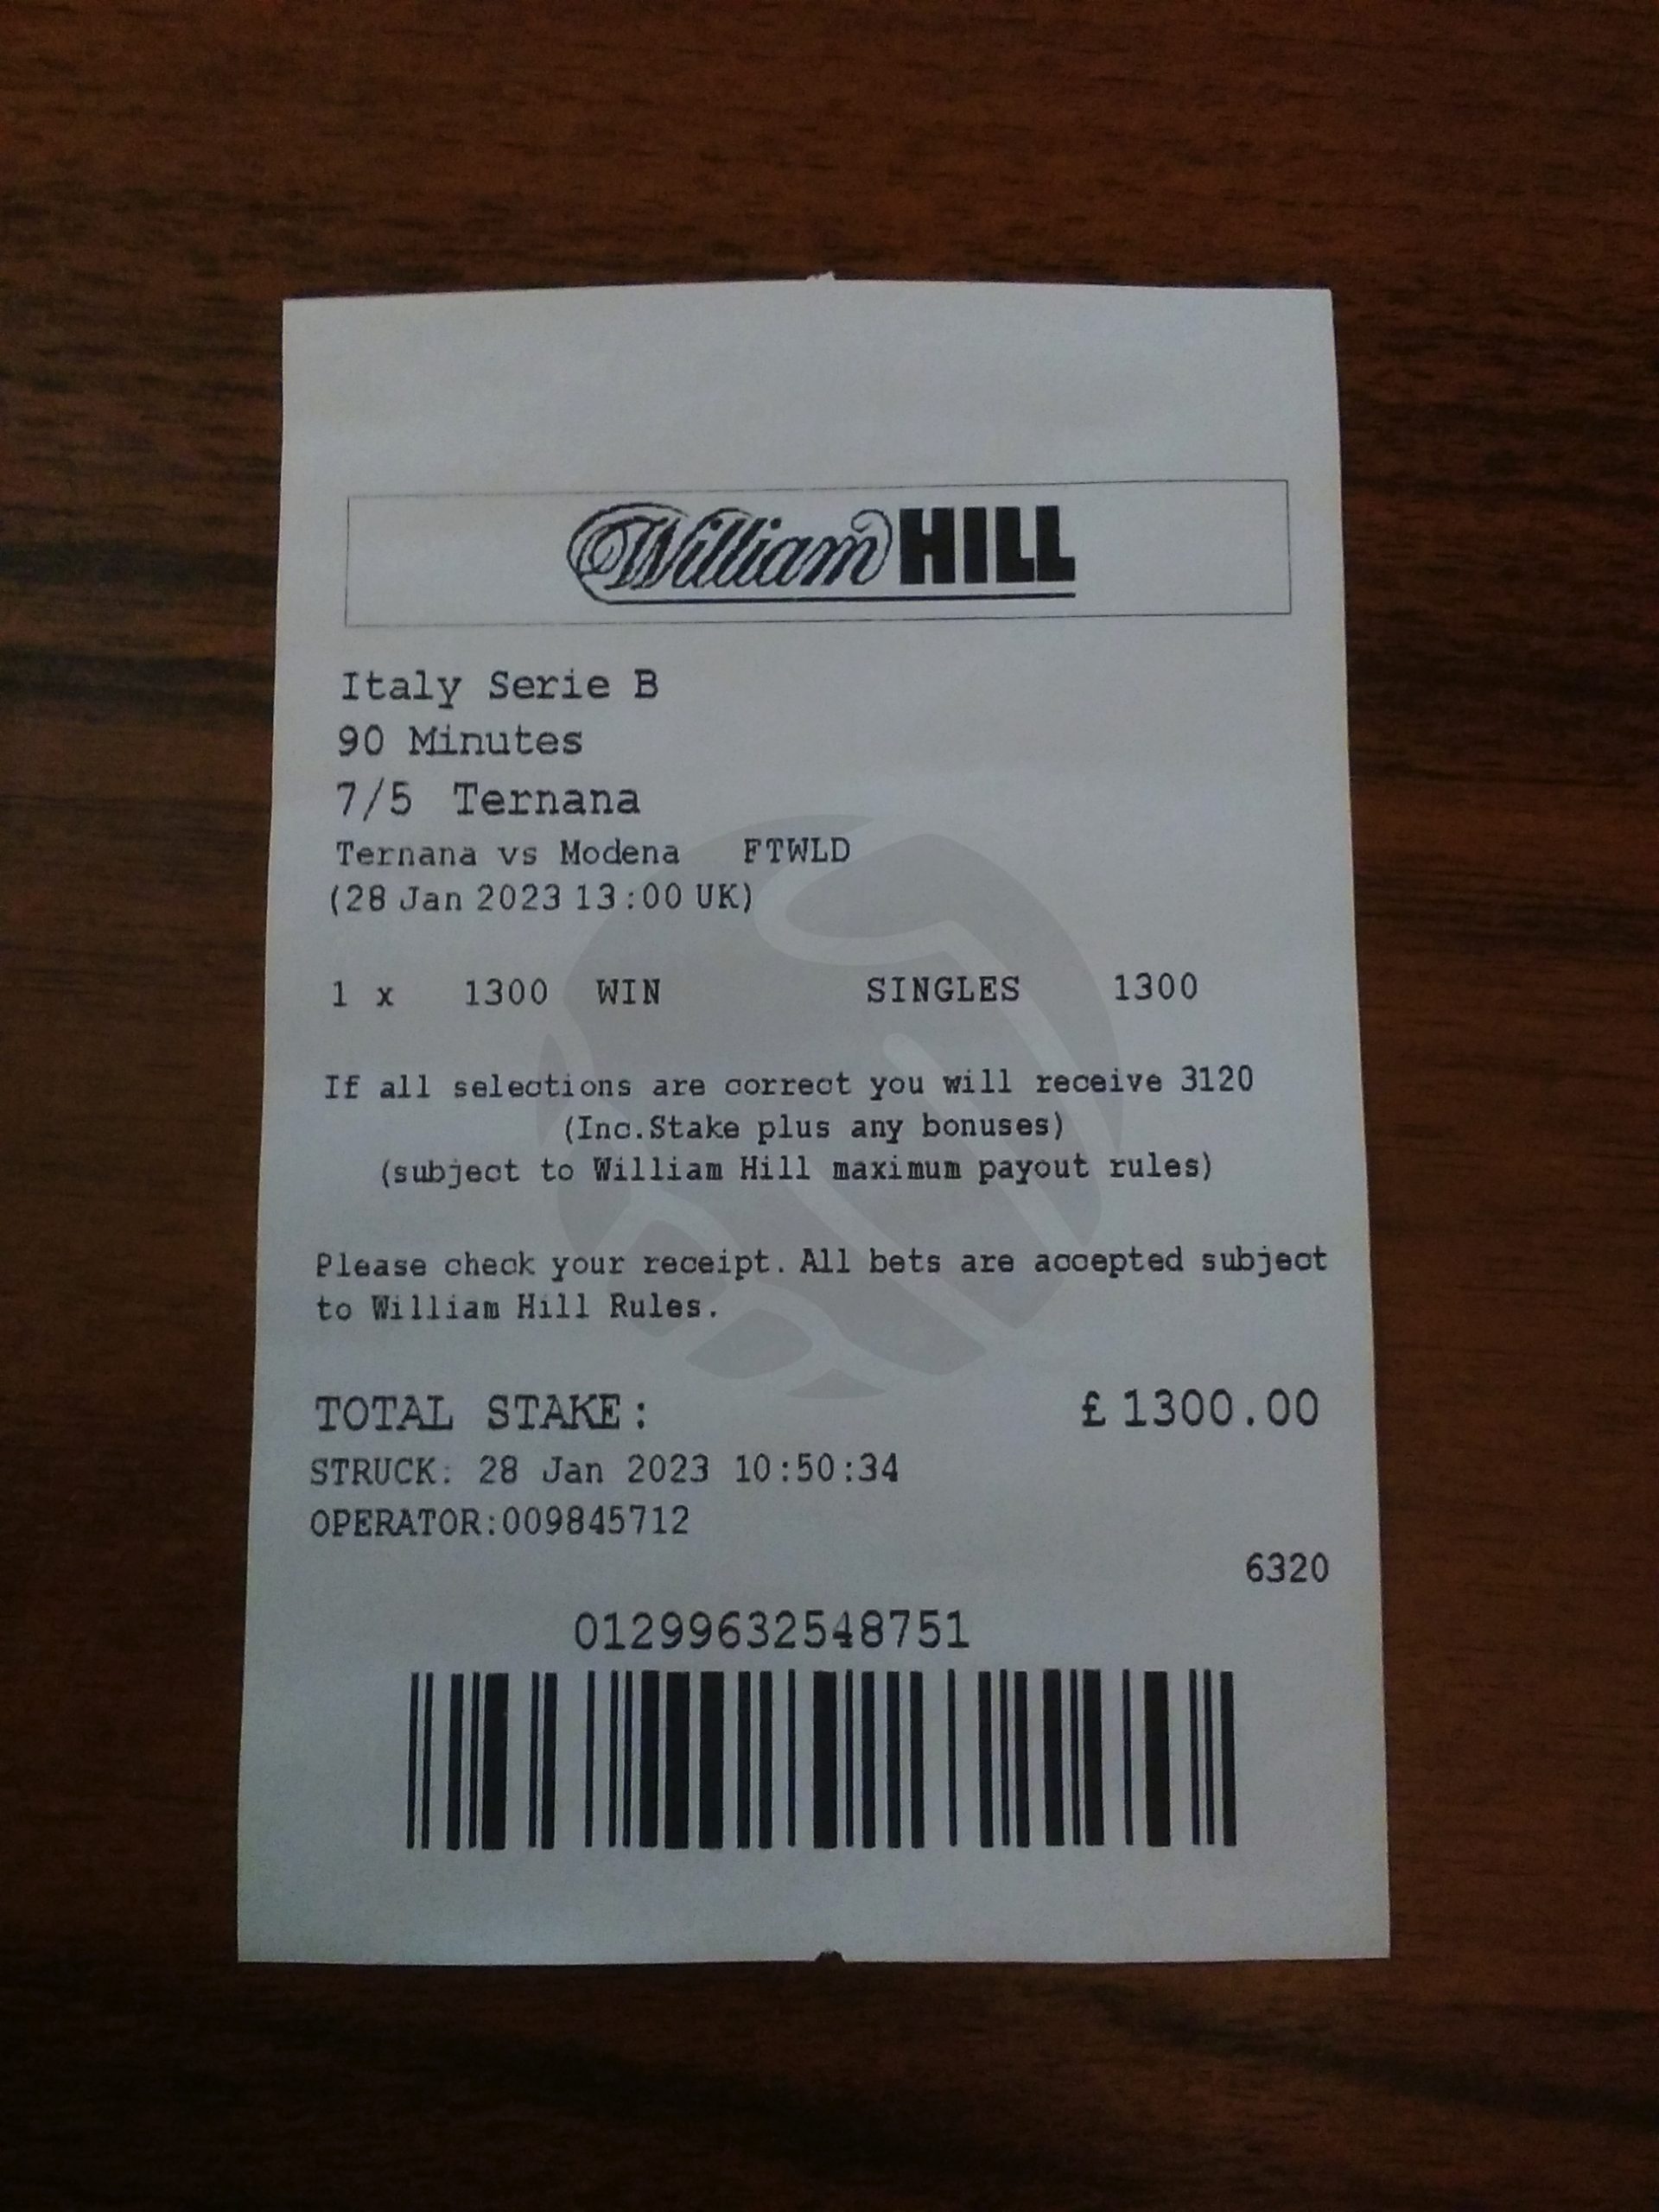 William HILL
Italy Serie B
90 Minutes
7/5 Ternana
Ternana vs Modena FTWLD
(28 Jan 2023 13:00 UK)
1 x 1300 WIN SINGLES 1300
If all selections are correct you will receive 3120
(Inc.Stake plus any bonuses)
(subject to William Hill maximum payout rules)
Please check your receipt. All bets are accepted subject
to William Hill Rules.
TOTAL STAKE: £ 1300.00
STRUCK: 28 Jan 2023 10:50:34
OPERATOR:009845712
6320
01299632548751